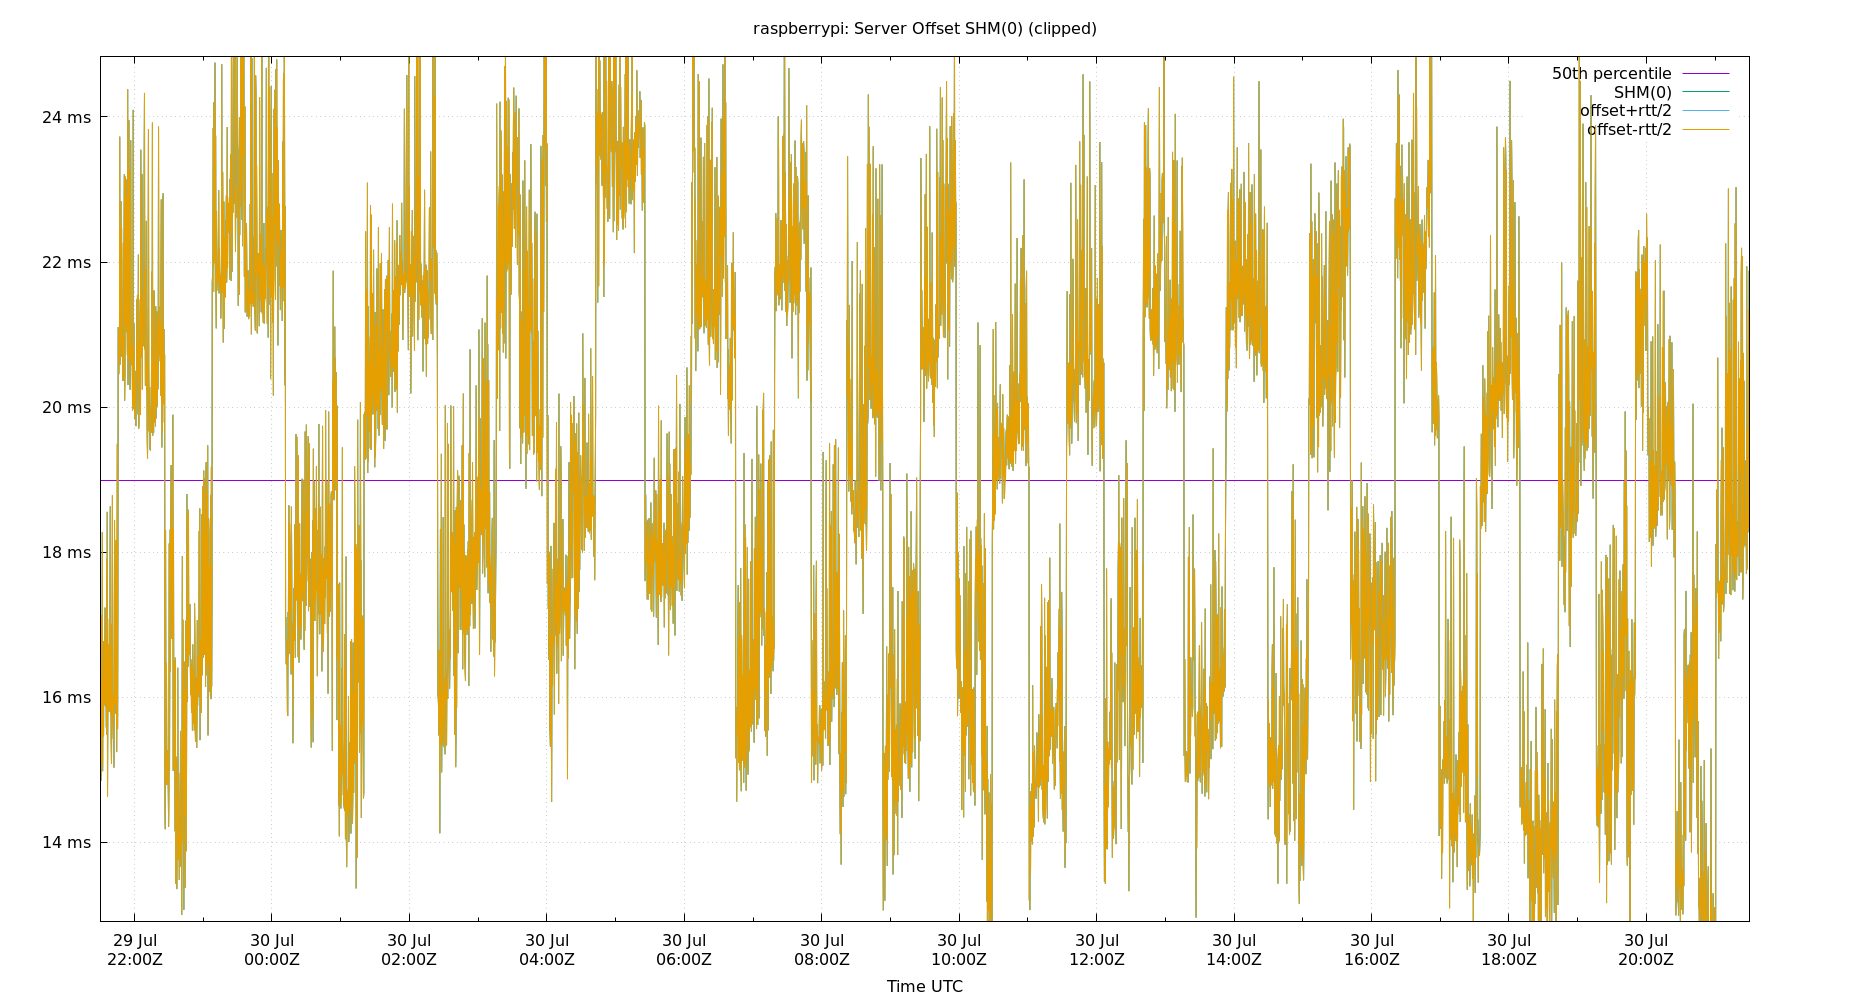 raspberrypi: Server Offset SHM(0) (clipped)
50th percentile
SHM(0)
offset+rtt/2
offset-rtt/2
24 ms
22 ms
20 ms
18 ms
16 ms
14 ms
29 Jul 30 Jul 30 Jul 30 Jul 30 Jul 30 Jul 30 Jul 30 Jul 30 Jul 30 Jul 30 Jul 30 Jul
22:00Z 00:00Z 02:00Z 04:00Z 06:00Z 08:00Z 10:00Z 12:00Z 14:00Z 16:00Z 18:00Z 20:00Z
Time UTC